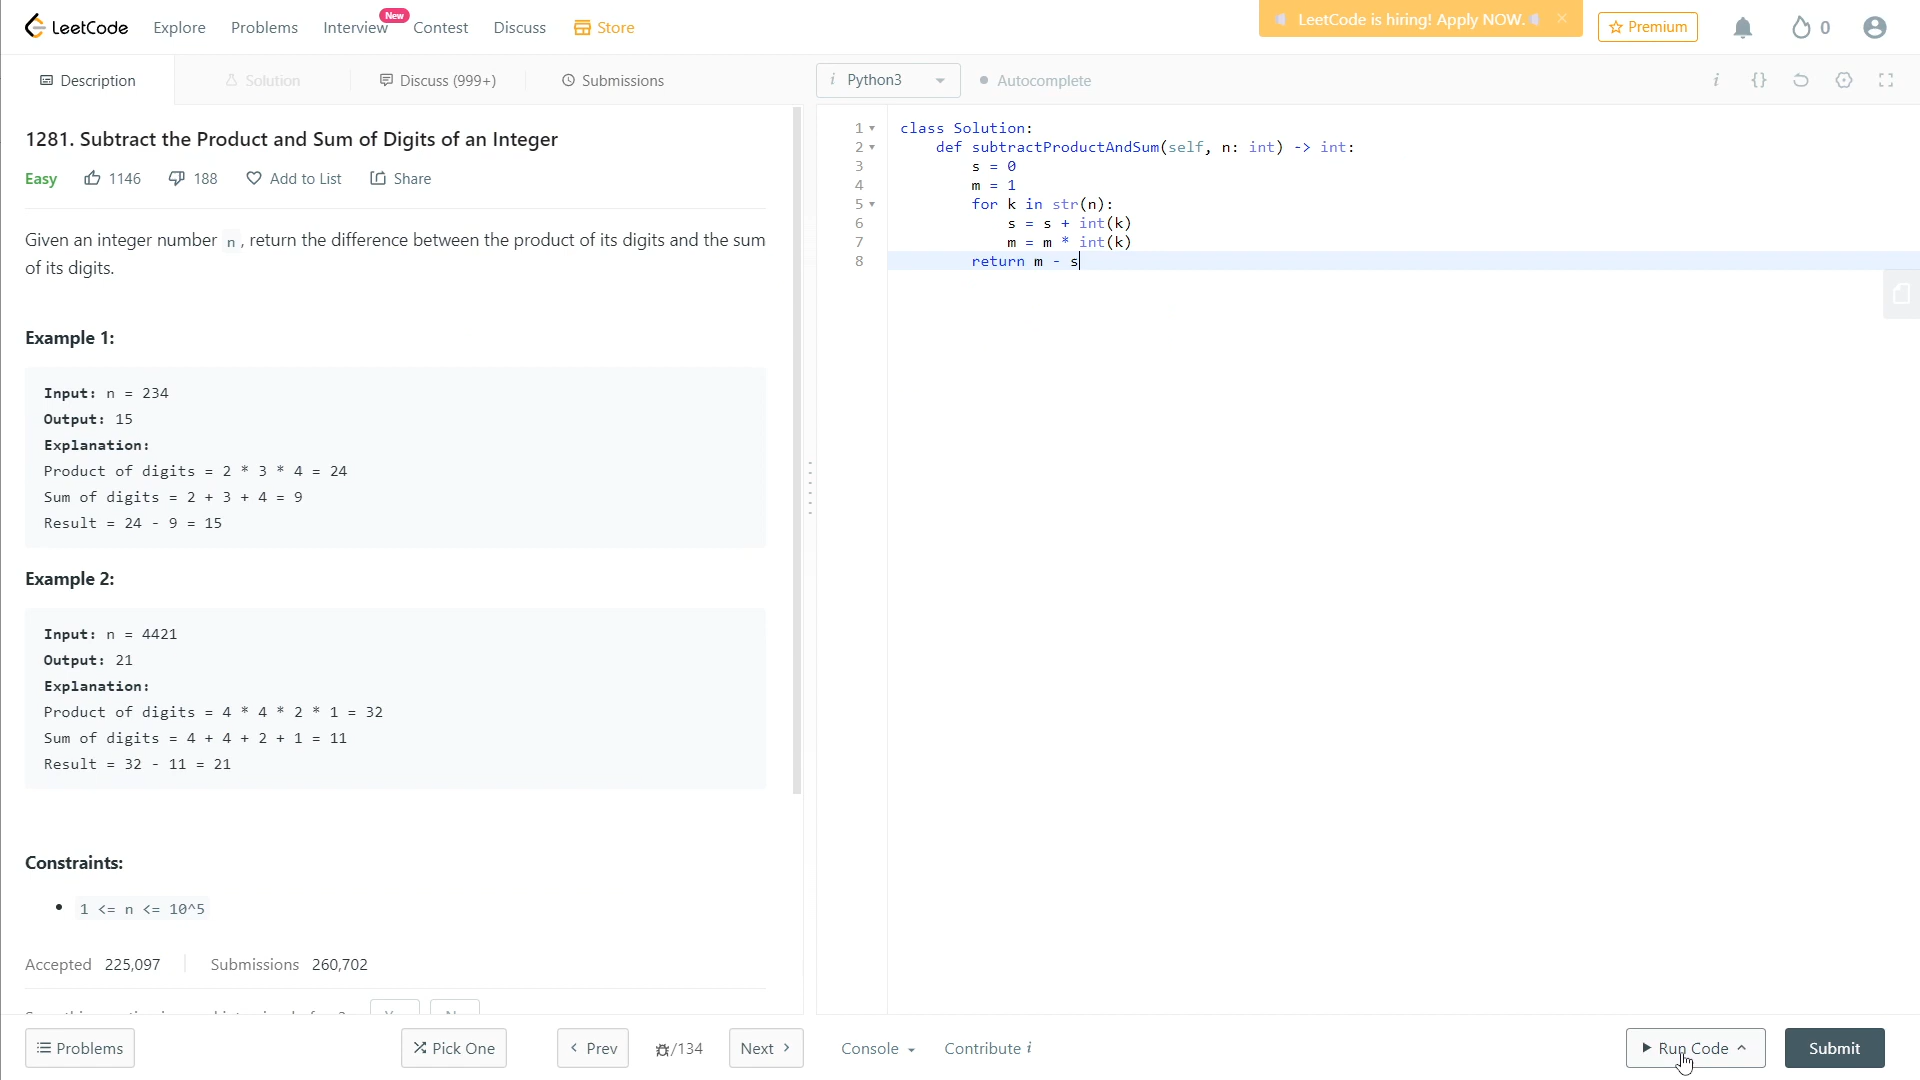 LeetCode
Explore
Problems
Interview
New
Contest
Discuss
Store
LeetCode is hiring! Apply NOW.
Premium
0
Description
Solution
Discuss (999+)
Submissions
i Python3
Autocomplete
i {}
1281. Subtract the Product and Sum of Digits of an Integer
Easy
1146
188
Add to List
Share
Given an integer number n, return the difference between the product of its digits and the sum
of its digits.
Example 1:
Input: n = 234
Output: 15
Explanation:
Product of digits = 2 * 3 * 4 = 24
Sum of digits = 2 + 3 + 4 = 9
Result = 24 - 9 = 15
Example 2:
Input: n = 4421
Output: 21
Explanation:
Product of digits = 4 * 4 * 2 * 1 = 32
Sum of digits = 4 + 4 + 2 + 1 = 11
Result = 32 - 11 = 21
Constraints:
1 <= n <= 10^5
Accepted 225,097
Submissions 260,702
1 class Solution:
2     def subtractProductAndSum(self, n: int) -> int:
3         s = 0
4         m = 1
5         for k in str(n):
6             s = s + int(k)
7             m = m * int(k)
8         return m - s
Problems
Pick One
Prev
/134
Next
Console
Contribute i
Run Code
Submit